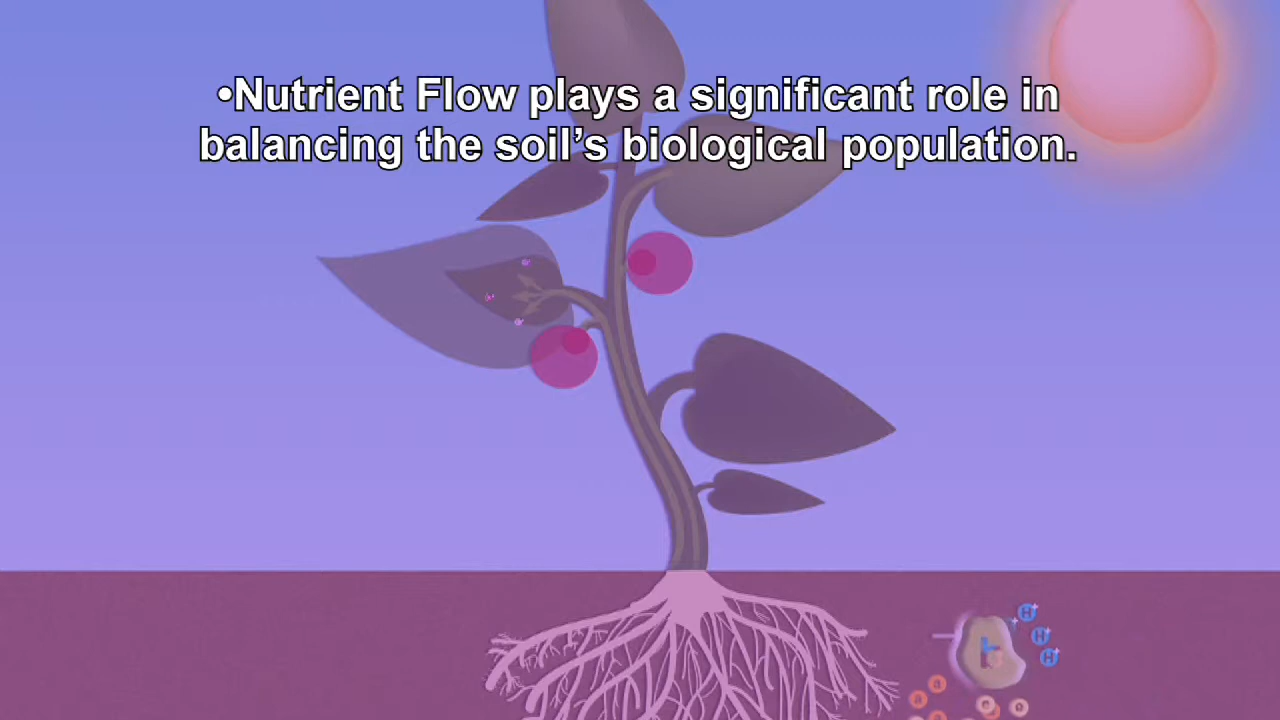 •Nutrient Flow plays a significant role in
balancing the soil’s biological population.
H
H
H
a
a
e
o